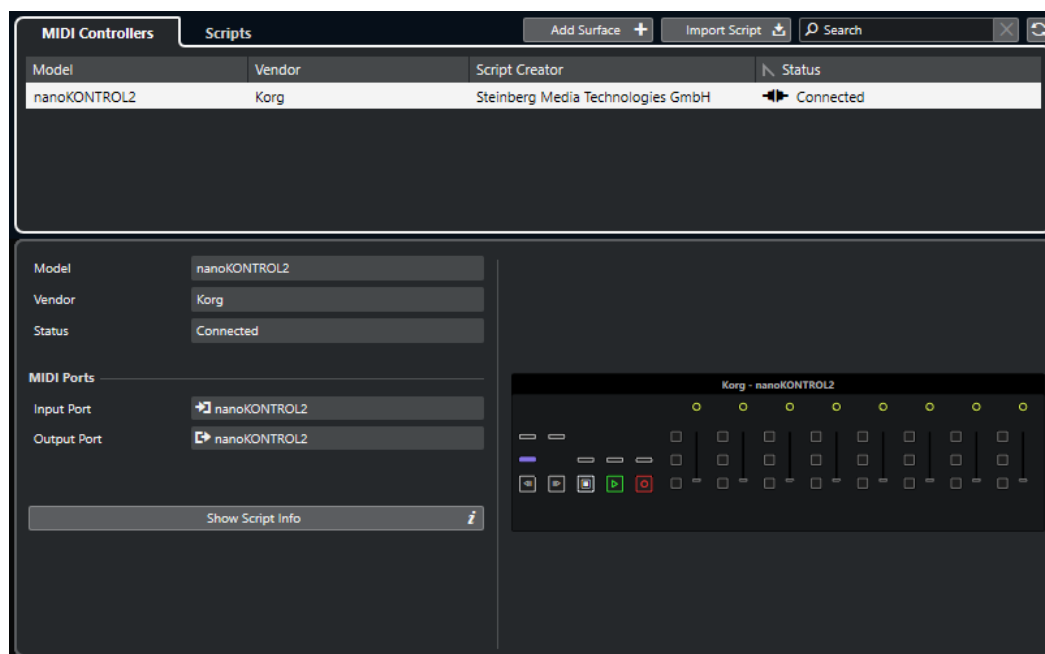 MIDI Controllers Scripts Add Surface Import Script Search
Model Vendor Script Creator Status
nanoKONTROL2 Korg Steinberg Media Technologies GmbH Connected
Model nanoKONTROL2
Vendor Korg
Status Connected
MIDI Ports
Korg - nanoKONTROL2
Input Port nanoKONTROL2
Output Port nanoKONTROL2
Show Script Info i